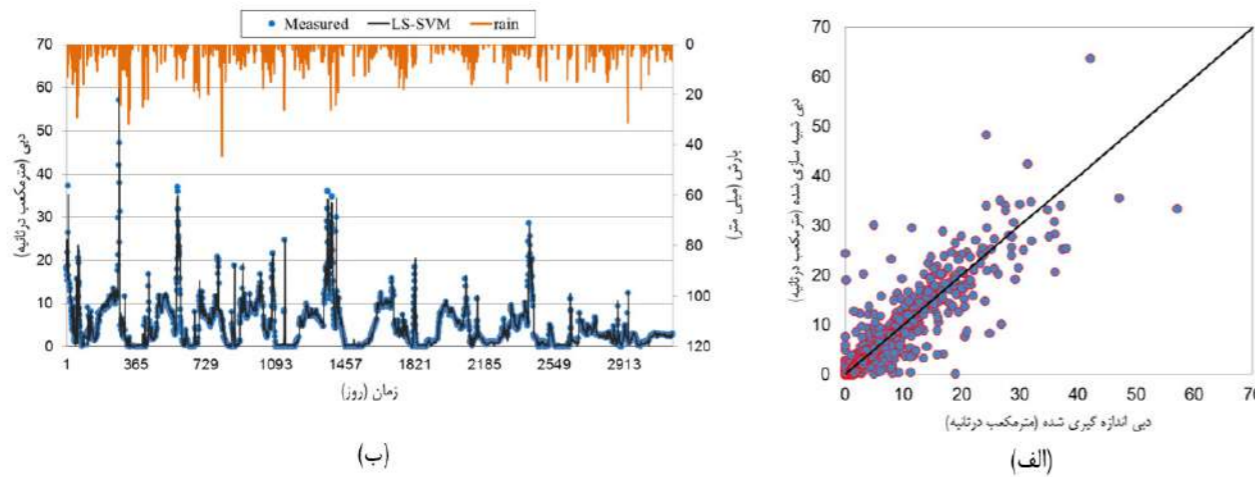 Measured LS-SVM rain
70
60
50
40
30
20
10
0
دبی (مترمکعب درثانیه)
0
20
40
60
80
100
120
بارش (میلی متر)
1 365 729 1093 1457 1821 2185 2549 2913
زمان (روز)
(ب)
70
60
50
40
30
20
10
0
دبی شبیه سازی شده (مترمکعب درثانیه)
0 10 20 30 40 50 60 70
دبی اندازه گیری شده (مترمکعب درثانیه)
(الف)